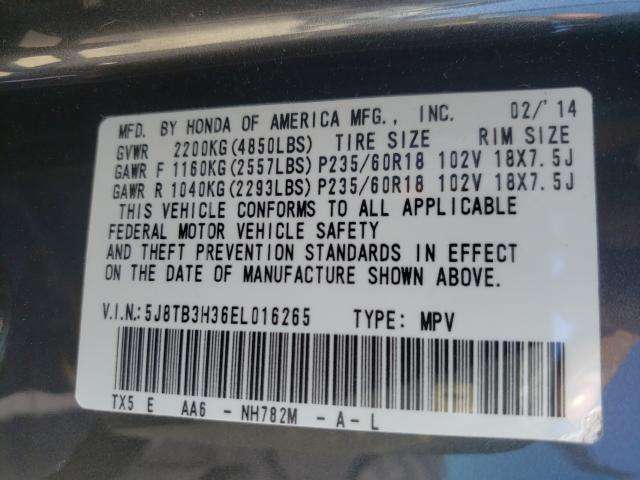 MFD. BY HONDA OF AMERICA MFG., INC. 02/'14
GVWR 2200KG(4850LBS) TIRE SIZE RIM SIZE
GAWR F 1160KG(2557LBS) P235/60R18 102V 18X7.5J
GAWR R 1040KG(2293LBS) P235/60R18 102V 18X7.5J
THIS VEHICLE CONFORMS TO ALL APPLICABLE
FEDERAL MOTOR VEHICLE SAFETY
AND THEFT PREVENTION STANDARDS IN EFFECT
ON THE DATE OF MANUFACTURE SHOWN ABOVE.
V.I.N.:5J8TB3H36EL016265 TYPE: MPV
TX5 E AA6 - NH782M - A - L